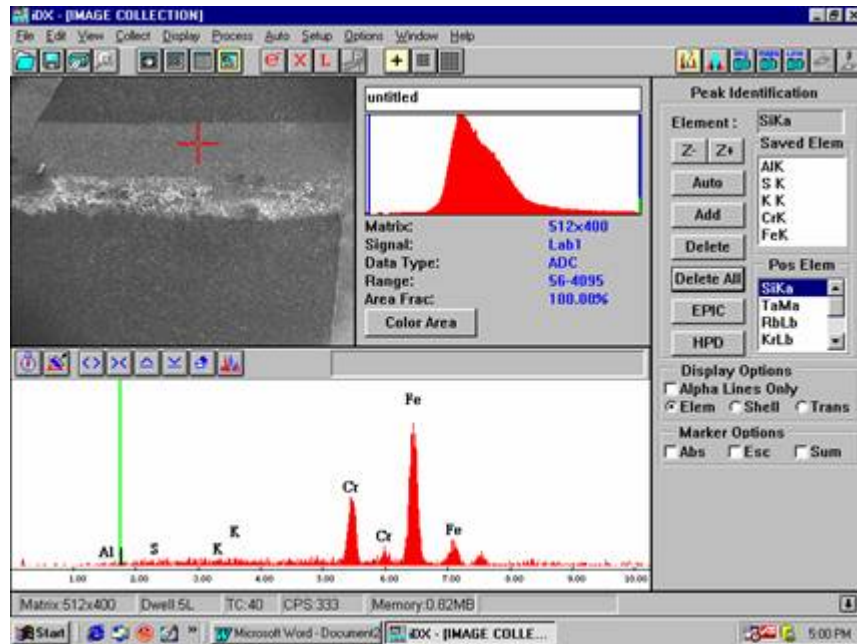 iDX - [IMAGE COLLECTION]
File Edit View Collect Display Process Auto Setup Options Window Help
untitled
Matrix: 512x400
Signal: Lab1
Data Type: ADC
Range: 56-4095
Area Frac: 100.00%
Color Area
Peak Identification
Element : SiKa
Z- Z+
Saved Elem
Auto
Add
Delete
Delete All
EPIC
HPD
AlK
S K
K K
CrK
FeK
Pos Elem
SiKa
TaMa
RbLb
KrLb
Display Options
Alpha Lines Only
Elem Shell Trans
Marker Options
Abs Esc Sum
Fe
Cr
K
Al S K Cr Fe
1.00 2.00 3.00 4.00 5.00 6.00 7.00 8.00 9.00 10.00
Matrix:512x400 Dwell:5L TC:40 CPS:333 Memory:0.82MB
Start Microsoft Word - Document2 iDX - [IMAGE COLLE... 5:00 PM